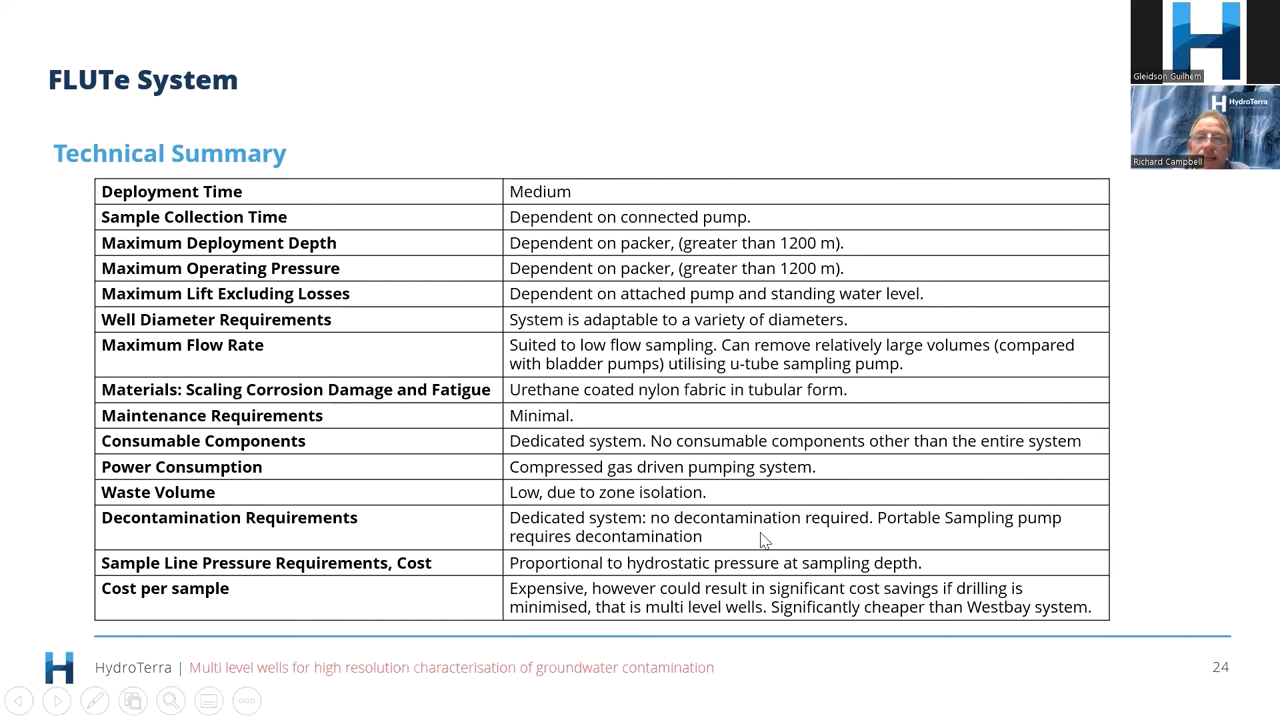 FLUTe System
Technical Summary
Deployment Time Medium
Sample Collection Time Dependent on connected pump.
Maximum Deployment Depth Dependent on packer, (greater than 1200 m).
Maximum Operating Pressure Dependent on packer, (greater than 1200 m).
Maximum Lift Excluding Losses Dependent on attached pump and standing water level.
Well Diameter Requirements System is adaptable to a variety of diameters.
Maximum Flow Rate Suited to low flow sampling. Can remove relatively large volumes (compared
with bladder pumps) utilising u-tube sampling pump.
Materials: Scaling Corrosion Damage and Fatigue Urethane coated nylon fabric in tubular form.
Maintenance Requirements Minimal.
Consumable Components Dedicated system. No consumable components other than the entire system
Power Consumption Compressed gas driven pumping system.
Waste Volume Low, due to zone isolation.
Decontamination Requirements Dedicated system: no decontamination required. Portable Sampling pump
requires decontamination
Sample Line Pressure Requirements, Cost Proportional to hydrostatic pressure at sampling depth.
Cost per sample Expensive, however could result in significant cost savings if drilling is
minimised, that is multi level wells. Significantly cheaper than Westbay system.
HydroTerra | Multi level wells for high resolution characterisation of groundwater contamination
24
Gleidson Guilhem
HydroTerra
Richard Campbell